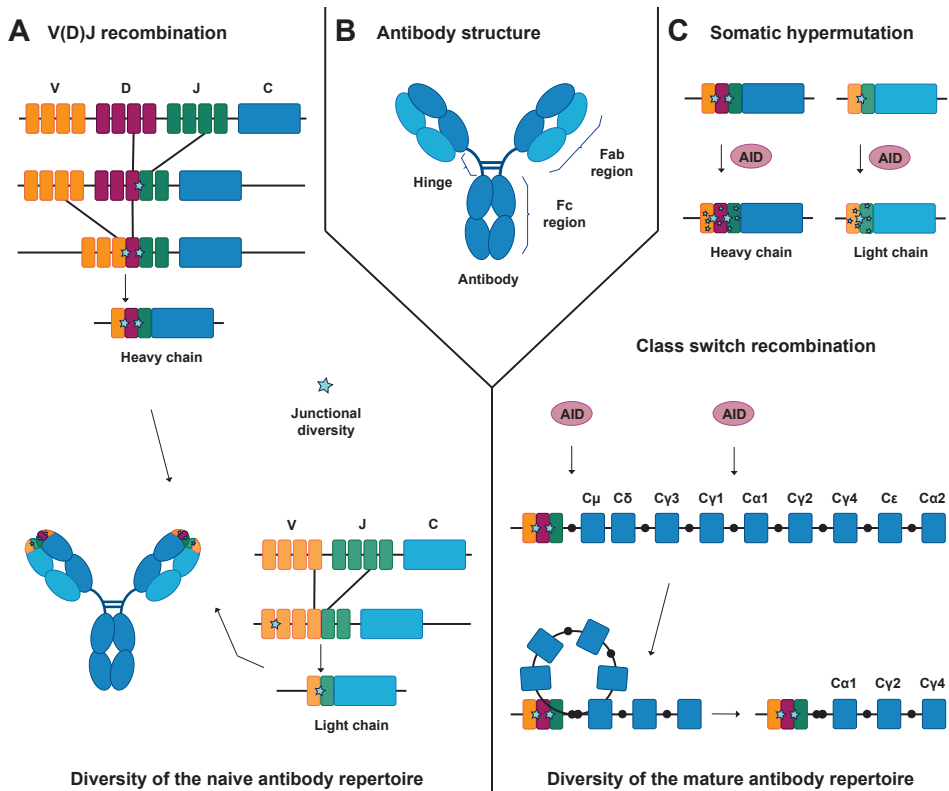 A V(D)J recombination
V D J C
Heavy chain
Junctional
diversity
V J C
Light chain
Diversity of the naive antibody repertoire
B Antibody structure
Hinge
Fab
region
Fc
region
Antibody
C Somatic hypermutation
AID AID
Heavy chain Light chain
Class switch recombination
AID AID
Cμ Cδ Cγ3 Cγ1 Cα1 Cγ2 Cγ4 Cε Cα2
Cα1 Cγ2 Cγ4
Diversity of the mature antibody repertoire